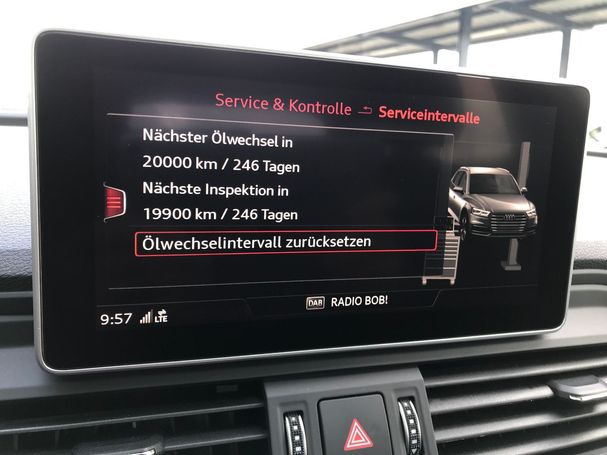 Service & Kontrolle Serviceintervalle
Nächster Ölwechsel in
20000 km / 246 Tagen
Nächste Inspektion in
19900 km / 246 Tagen
Ölwechselintervall zurücksetzen
DAB RADIO BOB!
9:57 LTE